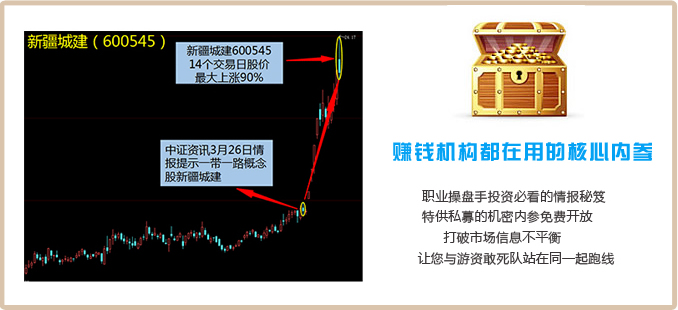 新疆城建（600545）
新疆城建600545
14个交易日股价
最大上涨90%
中证资讯3月26日情
报提示一带一路概念
股新疆城建
赚钱机构都在用的核心内参
职业操盘手投资必看的情报秘笈
特供私募的机密内参免费开放
打破市场信息不平衡
让您与游资敢死队站在同一起跑线